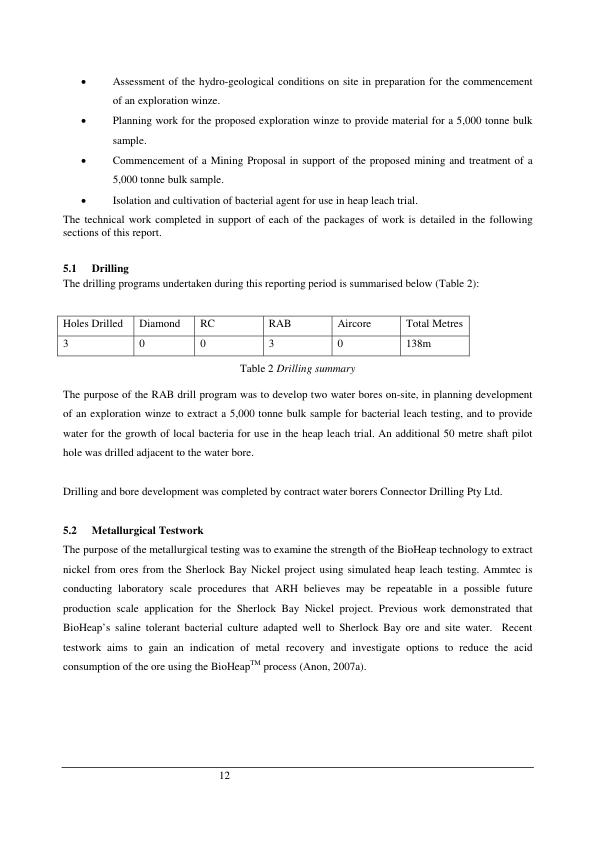 • Assessment of the hydro-geological conditions on site in preparation for the commencement
of an exploration winze.
• Planning work for the proposed exploration winze to provide material for a 5,000 tonne bulk
sample.
• Commencement of a Mining Proposal in support of the proposed mining and treatment of a
5,000 tonne bulk sample.
• Isolation and cultivation of bacterial agent for use in heap leach trial.
The technical work completed in support of each of the packages of work is detailed in the following
sections of this report.
5.1 Drilling
The drilling programs undertaken during this reporting period is summarised below (Table 2):
Holes Drilled Diamond RC RAB Aircore Total Metres
3 0 0 3 0 138m
Table 2 Drilling summary
The purpose of the RAB drill program was to develop two water bores on-site, in planning development
of an exploration winze to extract a 5,000 tonne bulk sample for bacterial leach testing, and to provide
water for the growth of local bacteria for use in the heap leach trial. An additional 50 metre shaft pilot
hole was drilled adjacent to the water bore.
Drilling and bore development was completed by contract water borers Connector Drilling Pty Ltd.
5.2 Metallurgical Testwork
The purpose of the metallurgical testing was to examine the strength of the BioHeap technology to extract
nickel from ores from the Sherlock Bay Nickel project using simulated heap leach testing. Ammtec is
conducting laboratory scale procedures that ARH believes may be repeatable in a possible future
production scale application for the Sherlock Bay Nickel project. Previous work demonstrated that
BioHeap's saline tolerant bacterial culture adapted well to Sherlock Bay ore and site water. Recent
testwork aims to gain an indication of metal recovery and investigate options to reduce the acid
consumption of the ore using the BioHeap™ process (Anon, 2007a).
12